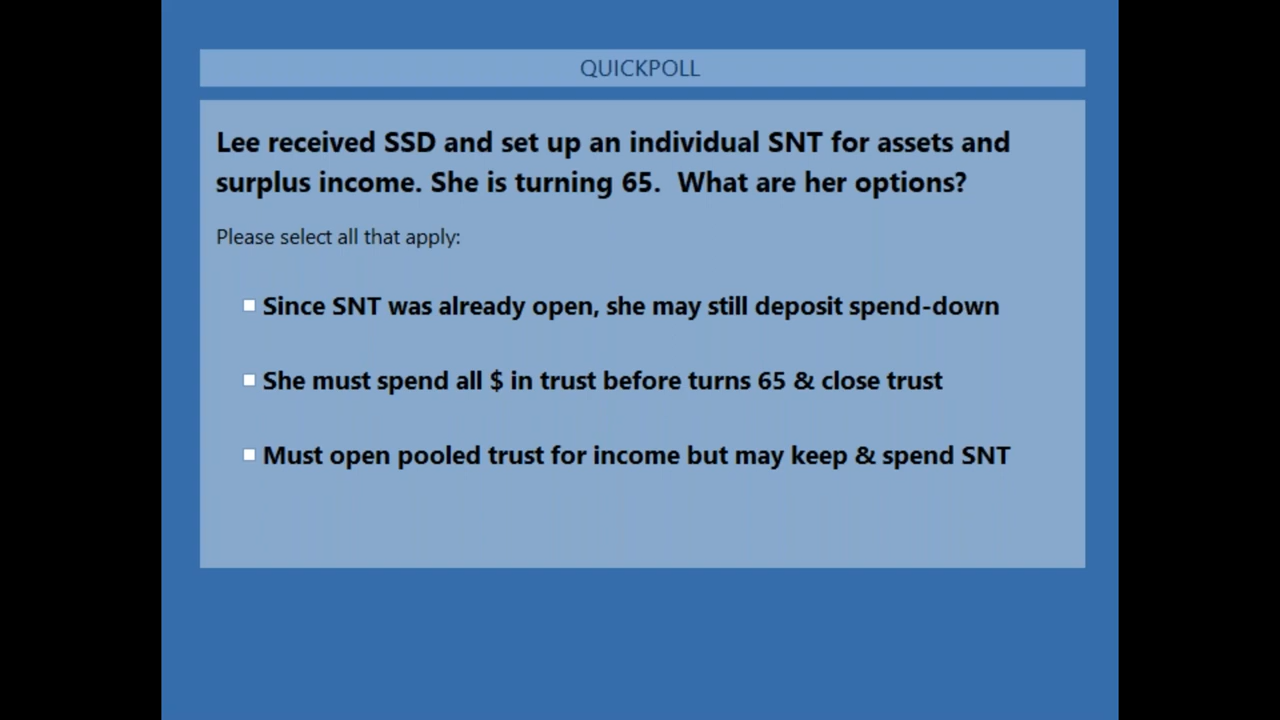 QUICKPOLL
Lee received SSD and set up an individual SNT for assets and
surplus income. She is turning 65. What are her options?
Please select all that apply:
Since SNT was already open, she may still deposit spend-down
She must spend all $ in trust before turns 65 & close trust
Must open pooled trust for income but may keep & spend SNT